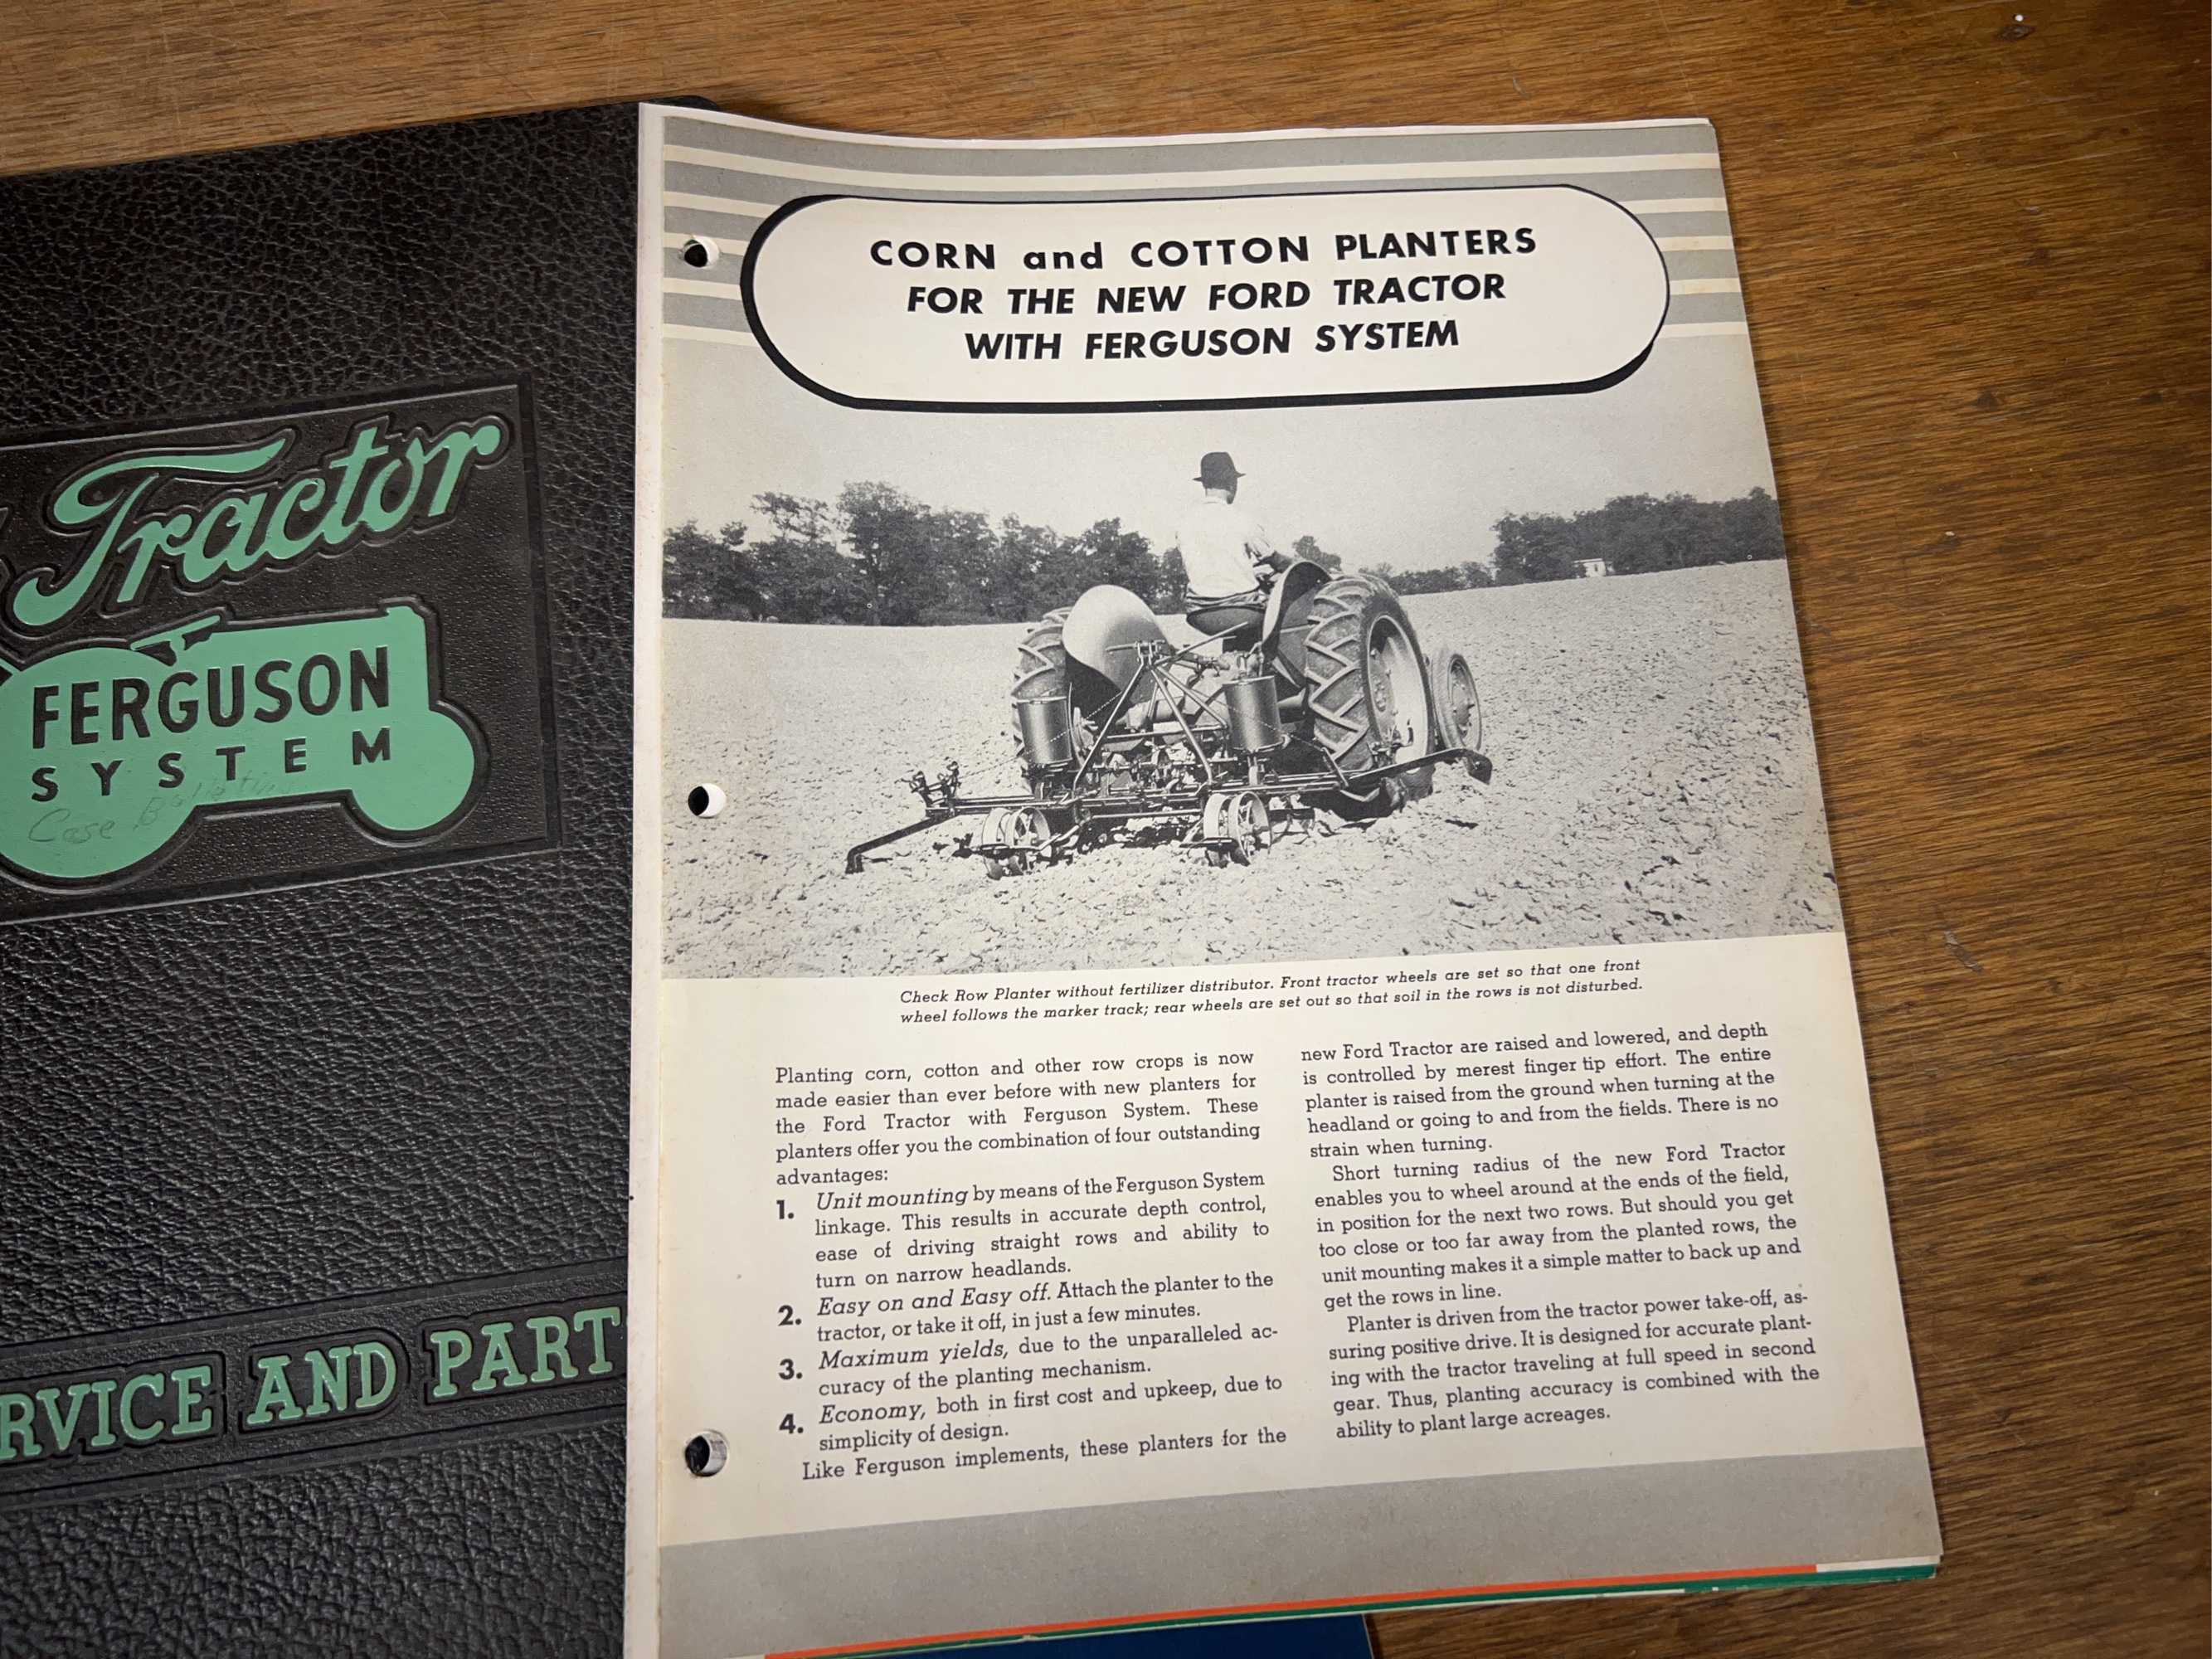 Tractor
FERGUSON
SYSTEM
Case Bulletins
RVICE AND PART
CORN and COTTON PLANTERS
FOR THE NEW FORD TRACTOR
WITH FERGUSON SYSTEM
Check Row Planter without fertilizer distributor. Front tractor wheels are set so that one front
wheel follows the marker track; rear wheels are set out so that soil in the rows is not disturbed.
Planting corn, cotton and other row crops is now
made easier than ever before with new planters for
the Ford Tractor with Ferguson System. These
planters offer you the combination of four outstanding
advantages:
1. Unit mounting by means of the Ferguson System
linkage. This results in accurate depth control,
ease of driving straight rows and ability to
turn on narrow headlands.
2. Easy on and Easy off. Attach the planter to the
tractor, or take it off, in just a few minutes.
3. Maximum yields, due to the unparalleled ac-
curacy of the planting mechanism.
4. Economy, both in first cost and upkeep, due to
simplicity of design.
Like Ferguson implements, these planters for the
new Ford Tractor are raised and lowered, and depth
is controlled by merest finger tip effort. The entire
planter is raised from the ground when turning at the
headland or going to and from the fields. There is no
strain when turning.
Short turning radius of the new Ford Tractor
enables you to wheel around at the ends of the field,
in position for the next two rows. But should you get
too close or too far away from the planted rows, the
unit mounting makes it a simple matter to back up and
get the rows in line.
Planter is driven from the tractor power take-off, as-
suring positive drive. It is designed for accurate plant-
ing with the tractor traveling at full speed in second
gear. Thus, planting accuracy is combined with the
ability to plant large acreages.